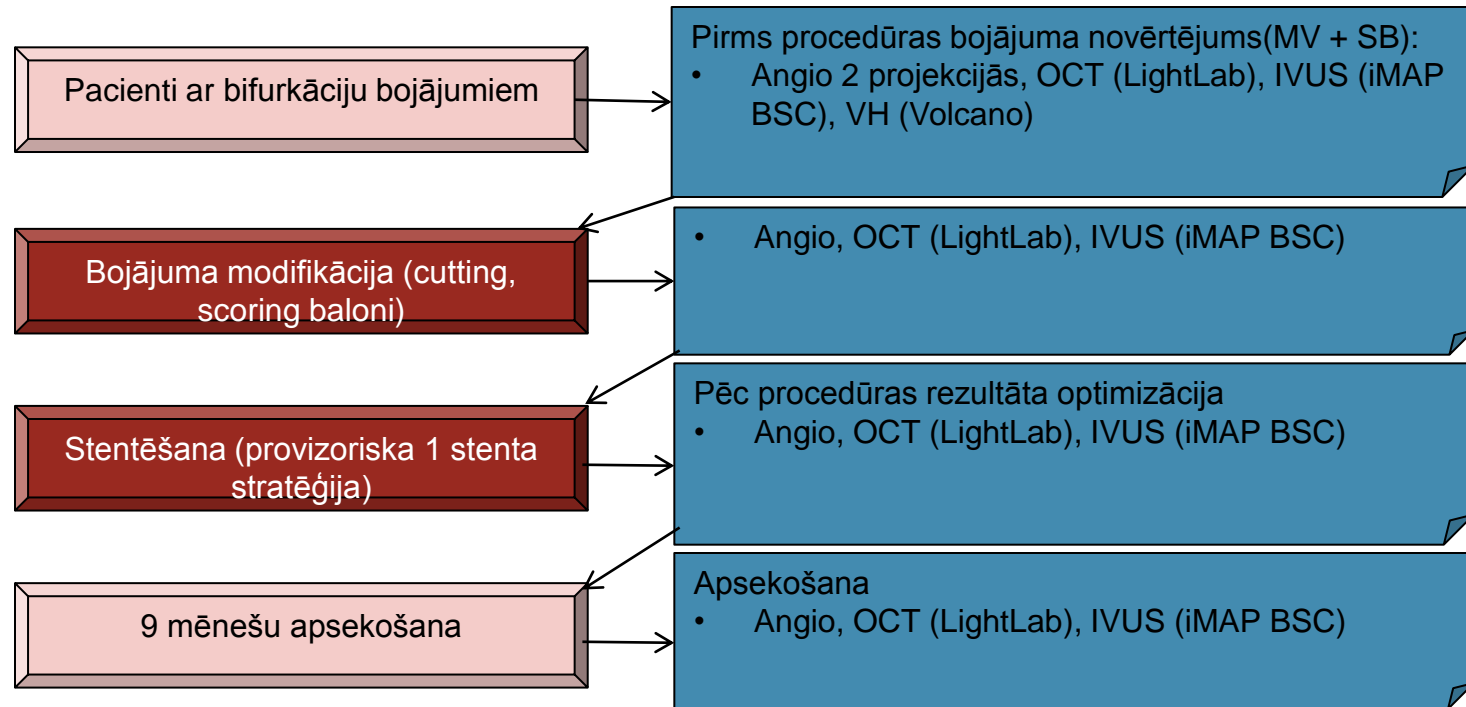 Pacienti ar bifurkāciju bojājumiem
Pirms procedūras bojājuma novērtējums(MV + SB):
• Angio 2 projekcijās, OCT (LightLab), IVUS (iMAP
BSC), VH (Volcano)
Bojājuma modifikācija (cutting,
scoring baloni)
• Angio, OCT (LightLab), IVUS (iMAP BSC)
Stentēšana (provizoriska 1 stenta
stratēģija)
Pēc procedūras rezultāta optimizācija
• Angio, OCT (LightLab), IVUS (iMAP BSC)
9 mēnešu apsekošana
Apsekošana
• Angio, OCT (LightLab), IVUS (iMAP BSC)